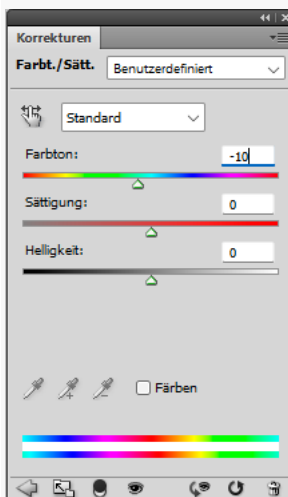 Korrekturen
Farbt./Sätt. Benutzerdefiniert
Standard
Farbton: -10
Sättigung: 0
Helligkeit: 0
Färben